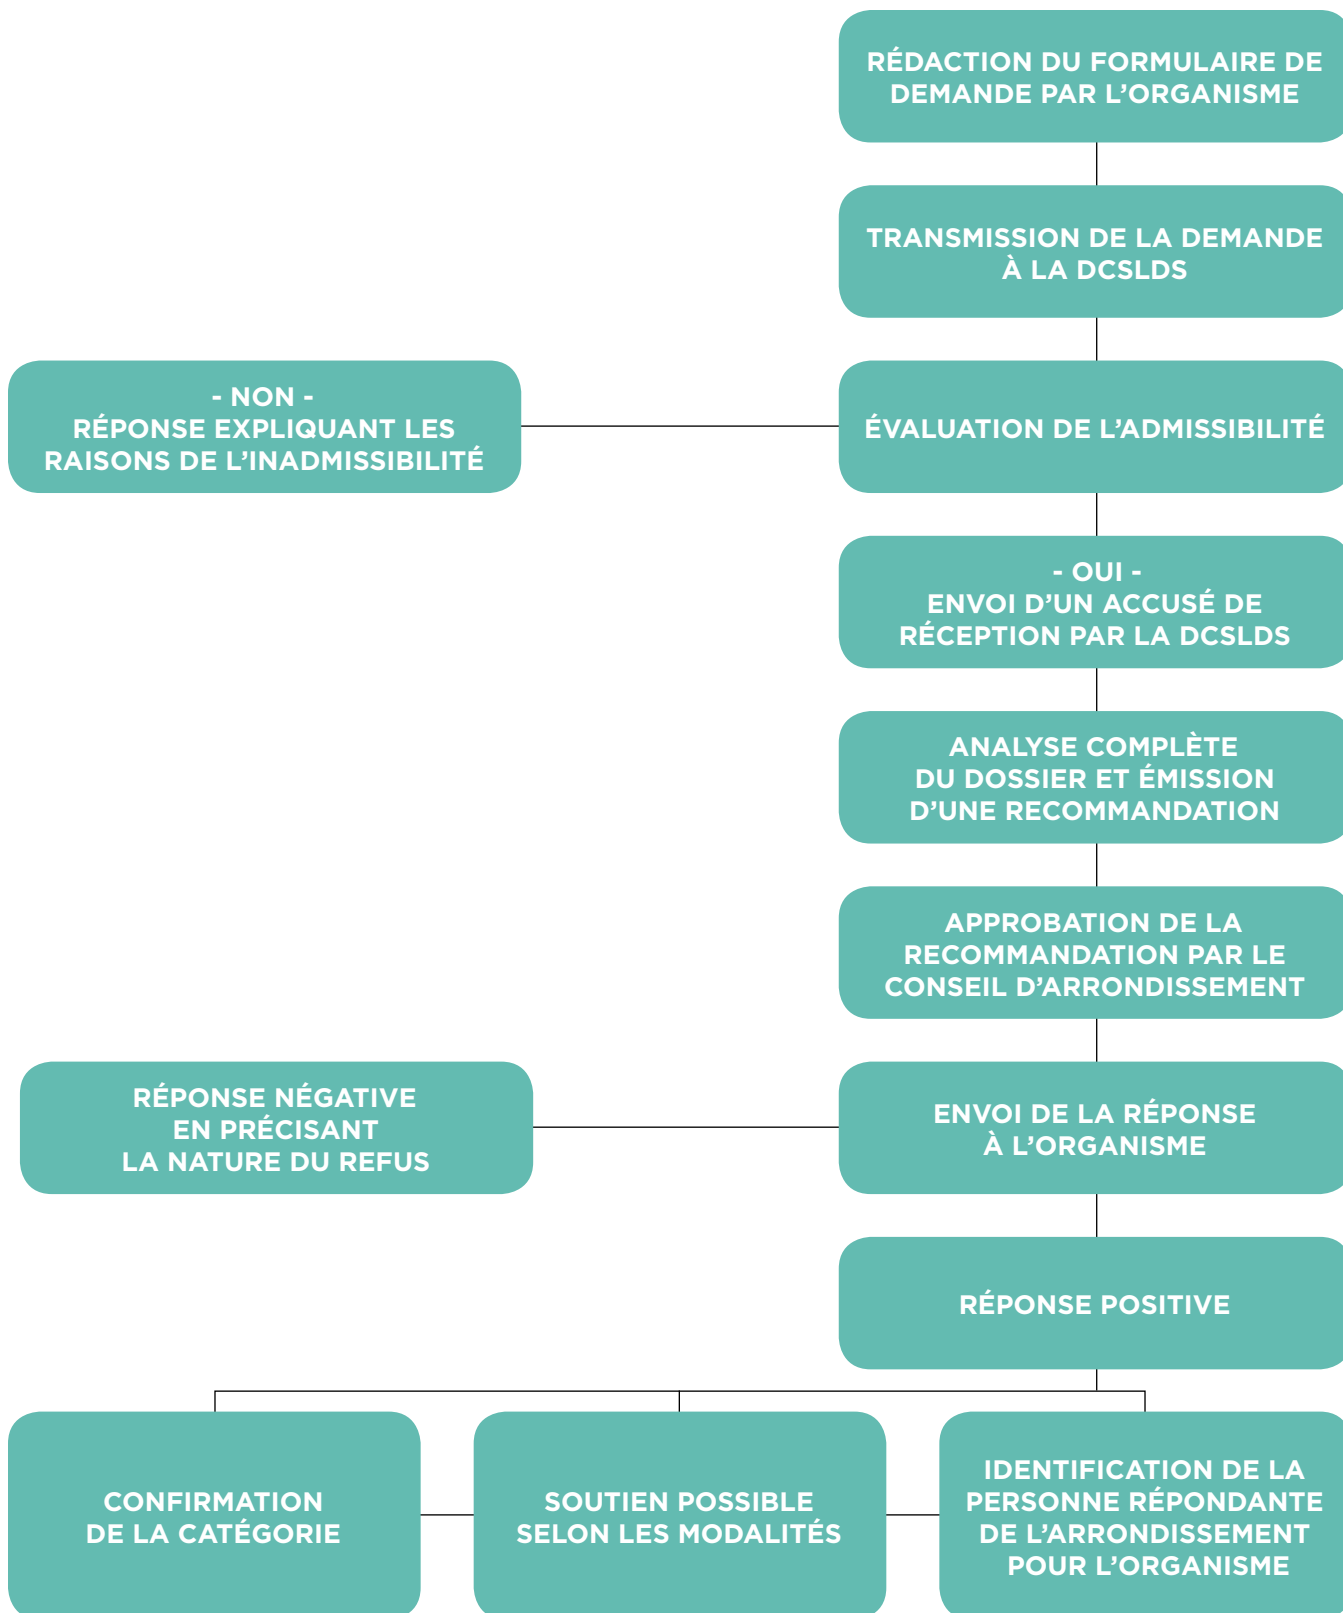 RÉDACTION DU FORMULAIRE DE
DEMANDE PAR L’ORGANISME
TRANSMISSION DE LA DEMANDE
À LA DCSLDS
- NON -
RÉPONSE EXPLIQUANT LES
RAISONS DE L’INADMISSIBILITÉ
ÉVALUATION DE L’ADMISSIBILITÉ
- OUI -
ENVOI D’UN ACCUSÉ DE
RÉCEPTION PAR LA DCSLDS
ANALYSE COMPLÈTE
DU DOSSIER ET ÉMISSION
D’UNE RECOMMANDATION
APPROBATION DE LA
RECOMMANDATION PAR LE
CONSEIL D’ARRONDISSEMENT
RÉPONSE NÉGATIVE
EN PRÉCISANT
LA NATURE DU REFUS
ENVOI DE LA RÉPONSE
À L’ORGANISME
RÉPONSE POSITIVE
CONFIRMATION
DE LA CATÉGORIE
SOUTIEN POSSIBLE
SELON LES MODALITÉS
IDENTIFICATION DE LA
PERSONNE RÉPONDANTE
DE L’ARRONDISSEMENT
POUR L’ORGANISME